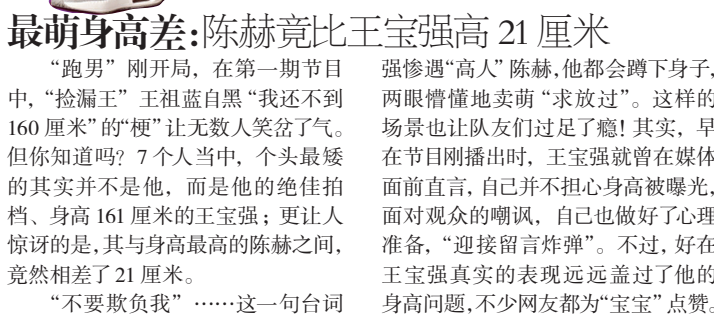 最萌身高差:陈赫竟比王宝强高 21 厘米
“跑男”刚开局，在第一期节目
中，“捡漏王”王祖蓝自黑“我还不到
160 厘米”的“梗”让无数人笑岔了气。
但你知道吗？7 个人当中，个头最矮
的其实并不是他，而是他的绝佳拍
档、身高 161 厘米的王宝强；更让人
惊讶的是，其与身高最高的陈赫之间，
竟然相差了 21 厘米。
“不要欺负我”……这一句台词
强惨遇“高人”陈赫，他都会蹲下身子，
两眼懵懂地卖萌“求放过”。这样的
场景也让队友们过足了瘾！其实，早
在节目刚播出时，王宝强就曾在媒体
面前直言，自己并不担心身高被曝光，
面对观众的嘲讽，自己也做好了心理
准备，“迎接留言炸弹”。不过，好在
王宝强真实的表现远远盖过了他的
身高问题，不少网友都为“宝宝”点赞。